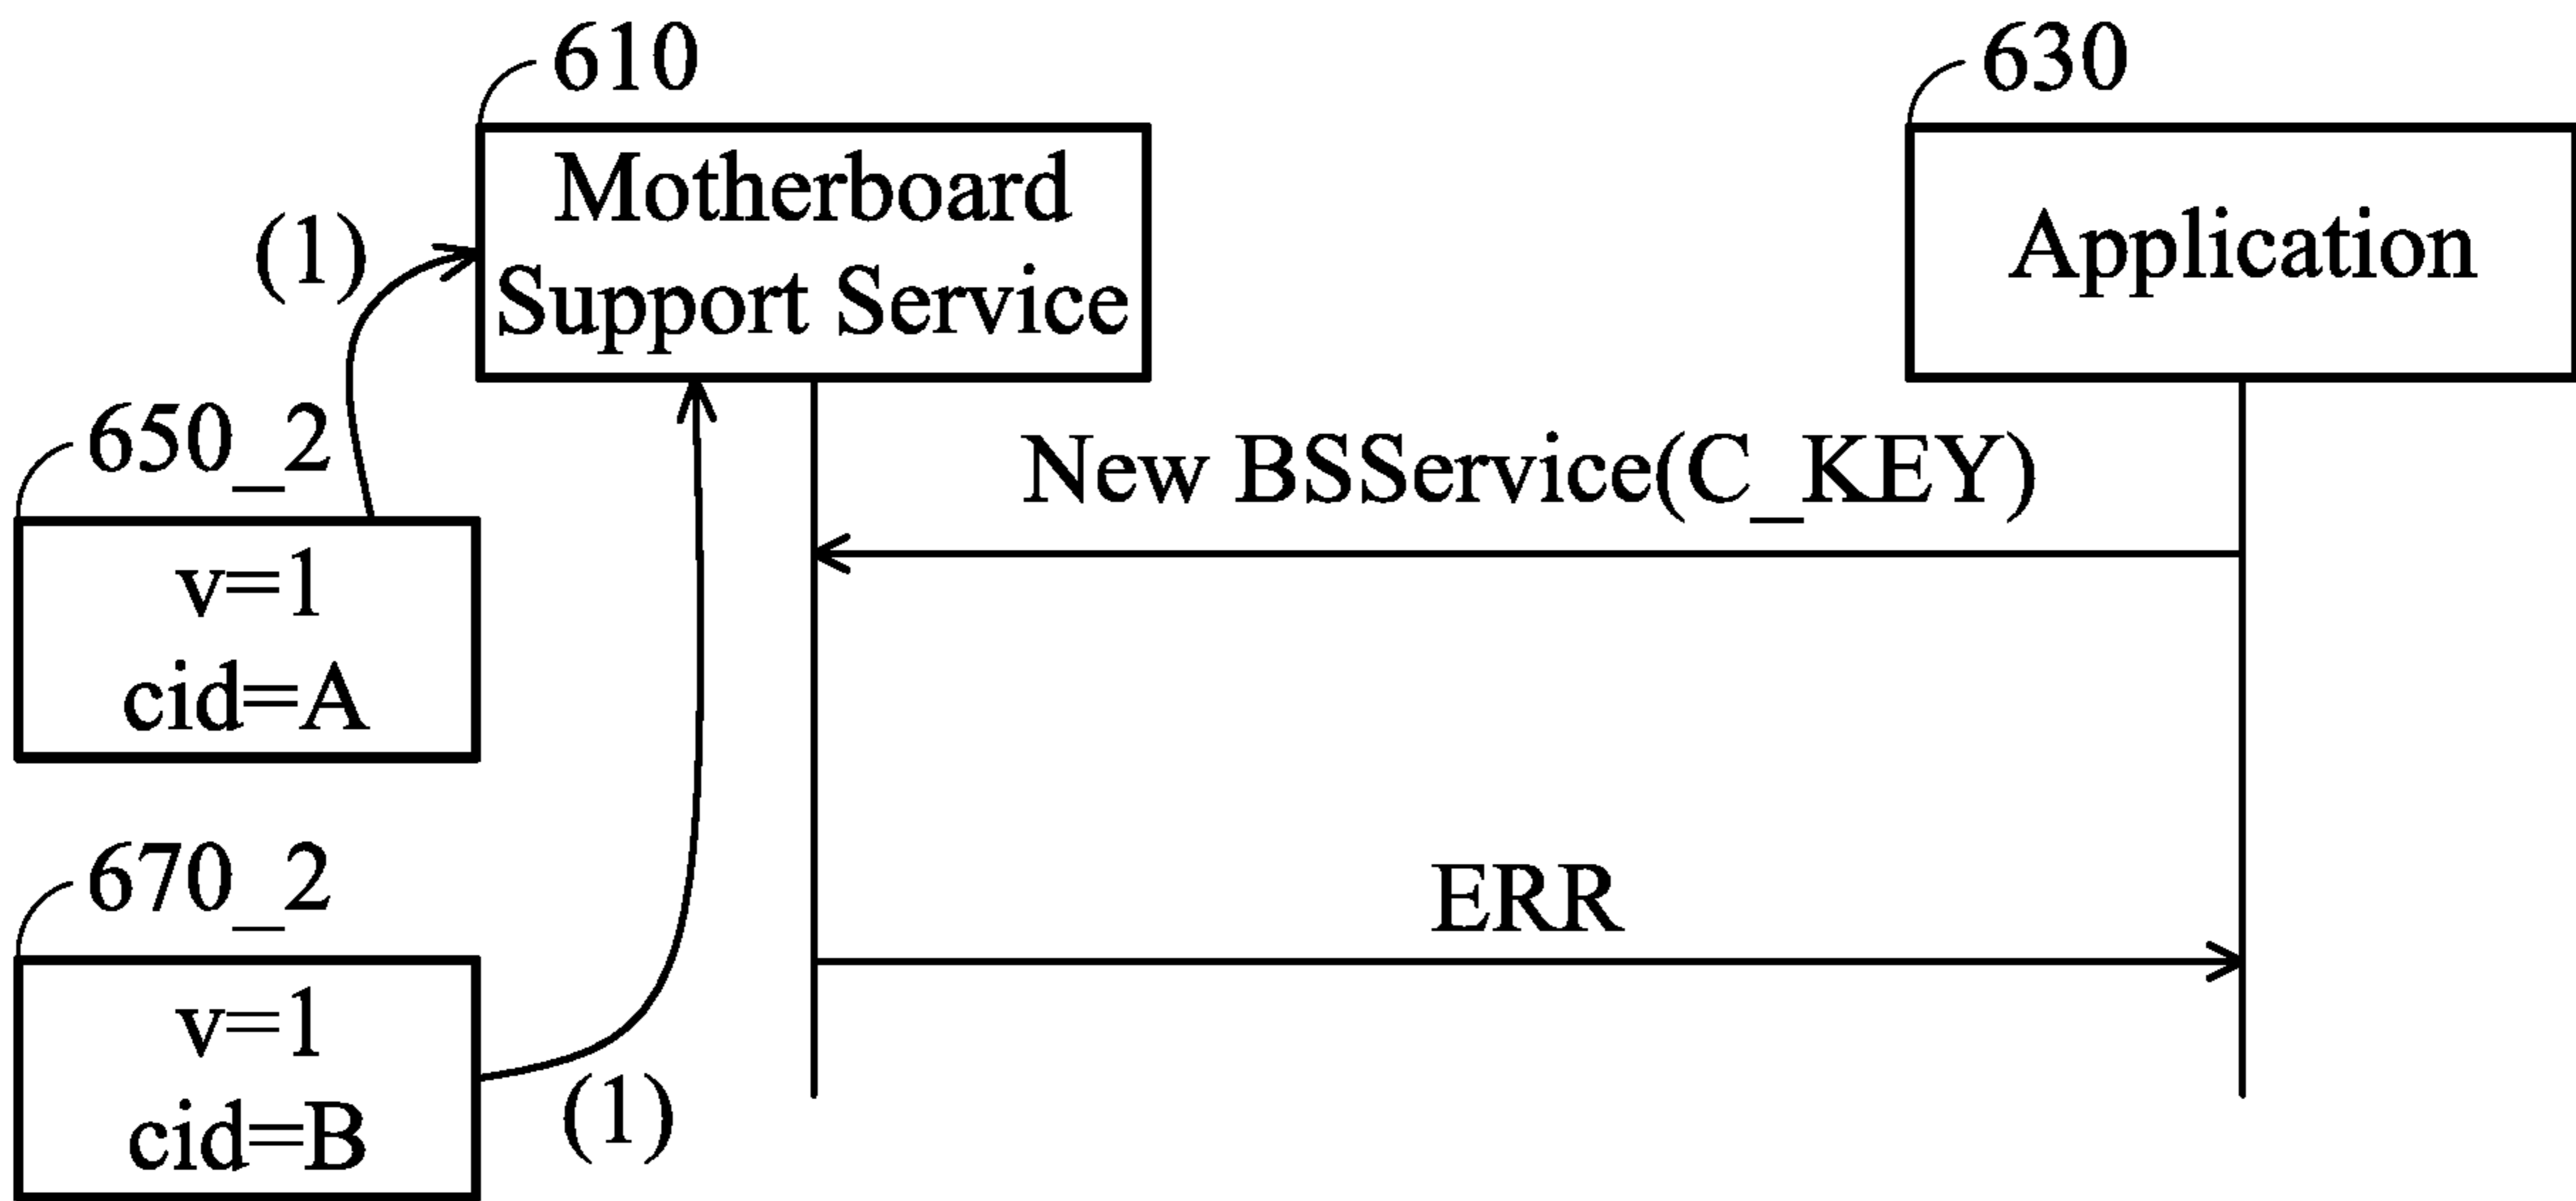 610
630
Motherboard
Support Service
Application
(1)
650_2
New BSService(C_KEY)
v=1
cid=A
670_2
ERR
v=1
cid=B
(1)